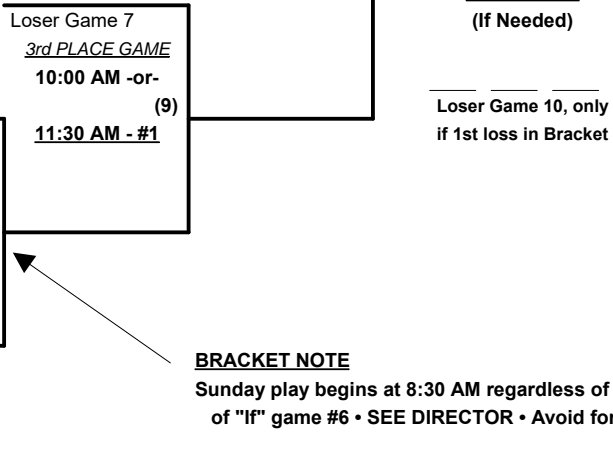 Loser Game 7
(If Needed)
3rd PLACE GAME
10:00 AM -or-
(9)
11:30 AM - #1
Loser Game 10, only
if 1st loss in Bracket
BRACKET NOTE
Sunday play begins at 8:30 AM regardless of
of "If" game #6 • SEE DIRECTOR • Avoid for